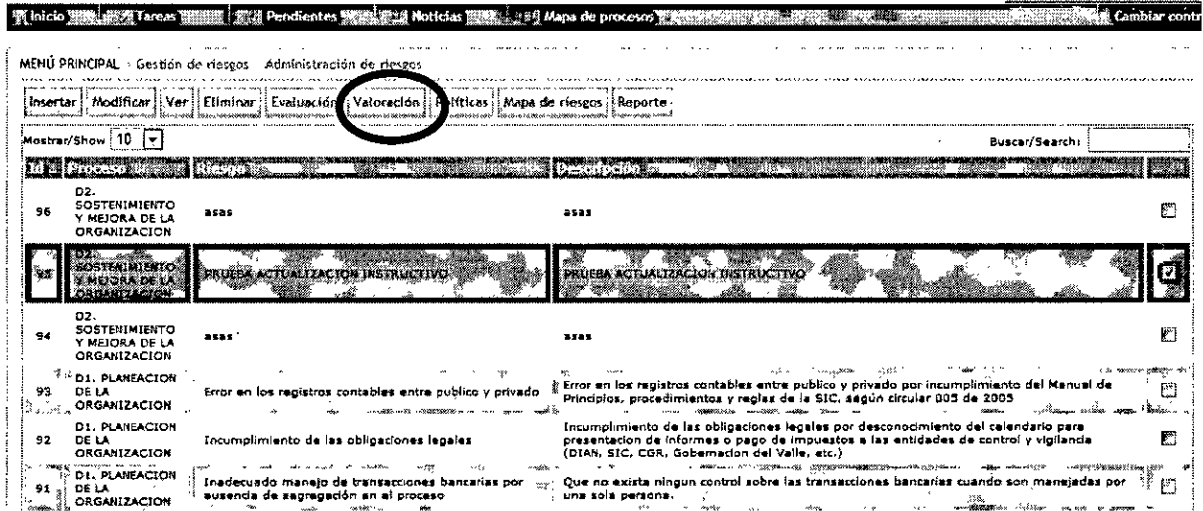 Inicio Tareas Pendientes Noticias Mapa de procesos Cambiar contr
MENÚ PRINCIPAL > Gestión de riesgos Administración de riesgos
Insertar Modificar Ver Eliminar Evaluación Valoración Políticas Mapa de riesgos Reporte
Mostrar/Show 10 Buscar/Search:
Id Proceso Riesgo Descripción
D2.
SOSTENIMIENTO
96 Y MEJORA DE LA asas asas
ORGANIZACION
D2.
SOSTENIMIENTO
95 Y MEJORA DE LA PRUEBA ACTUALIZACION INSTRUCTIVO PRUEBA ACTUALIZACION INSTRUCTIVO
ORGANIZACION
D2.
SOSTENIMIENTO
94 Y MEJORA DE LA asas asas
ORGANIZACION
D1. PLANEACION
93 DE LA Error en los registros contables entre publico y privado Error en los registros contables entre publico y privado por incumplimiento del Manual de
ORGANIZACION Principios, procedimientos y reglas de la SIC, según circular 005 de 2005
D1. PLANEACION Incumplimiento de las obligaciones legales por desconocimiento del calendario para
92 DE LA Incumplimiento de las obligaciones legales presentacion de informes o pago de impuestos a las entidades de control y vigilancia
ORGANIZACION (DIAN, SIC, CGR, Gobernacion del Valle, etc.)
D1. PLANEACION Inadecuado manejo de transacciones bancarias por Que no exista ningun control sobre las transacciones bancarias cuando son manejadas por
91 DE LA ausencia de segregación en el proceso una sola persona.
ORGANIZACION